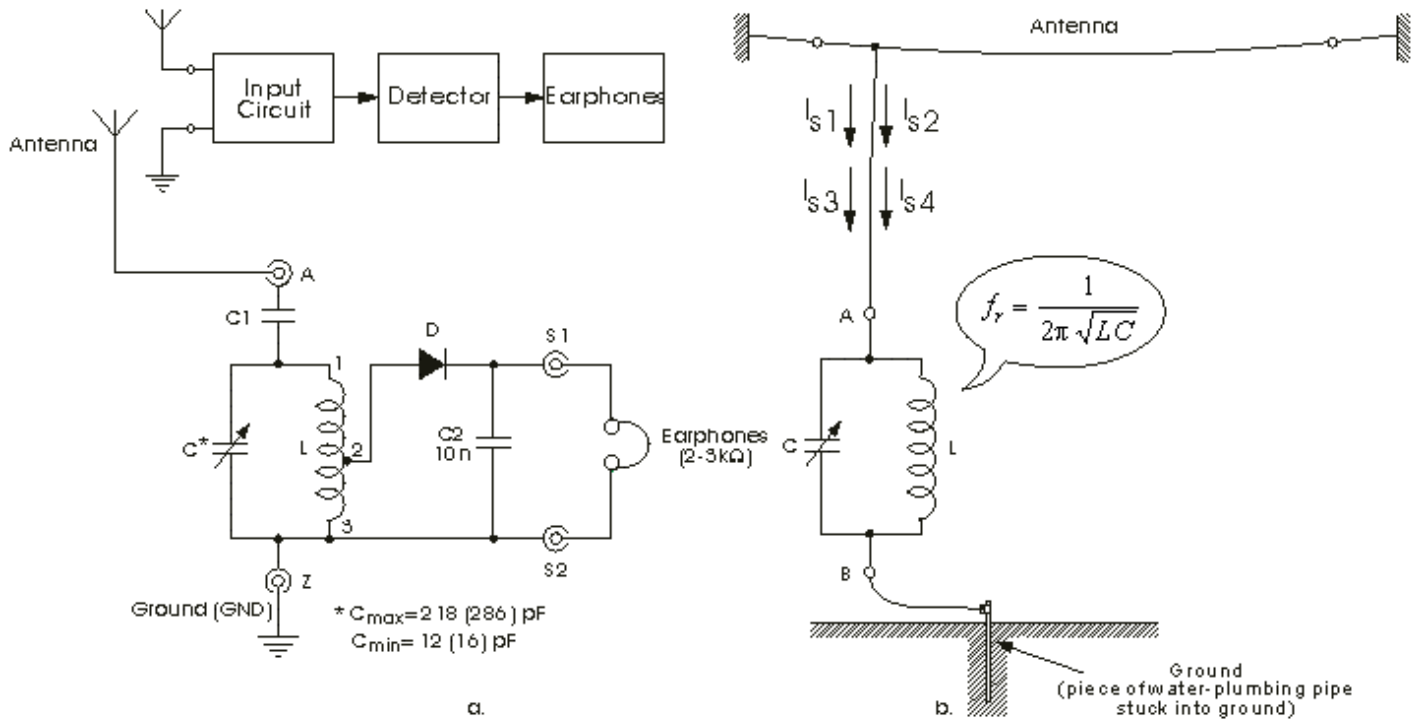 Input
Circuit
Detector
Earphones
Antenna
A
C1
D
S1
1
C*
L
2
3
C2
10n
Earphones
(2-3kΩ)
S2
Z
Ground (GND)
* Cmax=218 (286) pF
Cmin= 12 (16) pF
a.
Antenna
IS1 IS2
IS3 IS4
A
fr = 1 / 2π √LC
C
L
B
Ground
(piece of water-plumbing pipe
stuck into ground)
b.